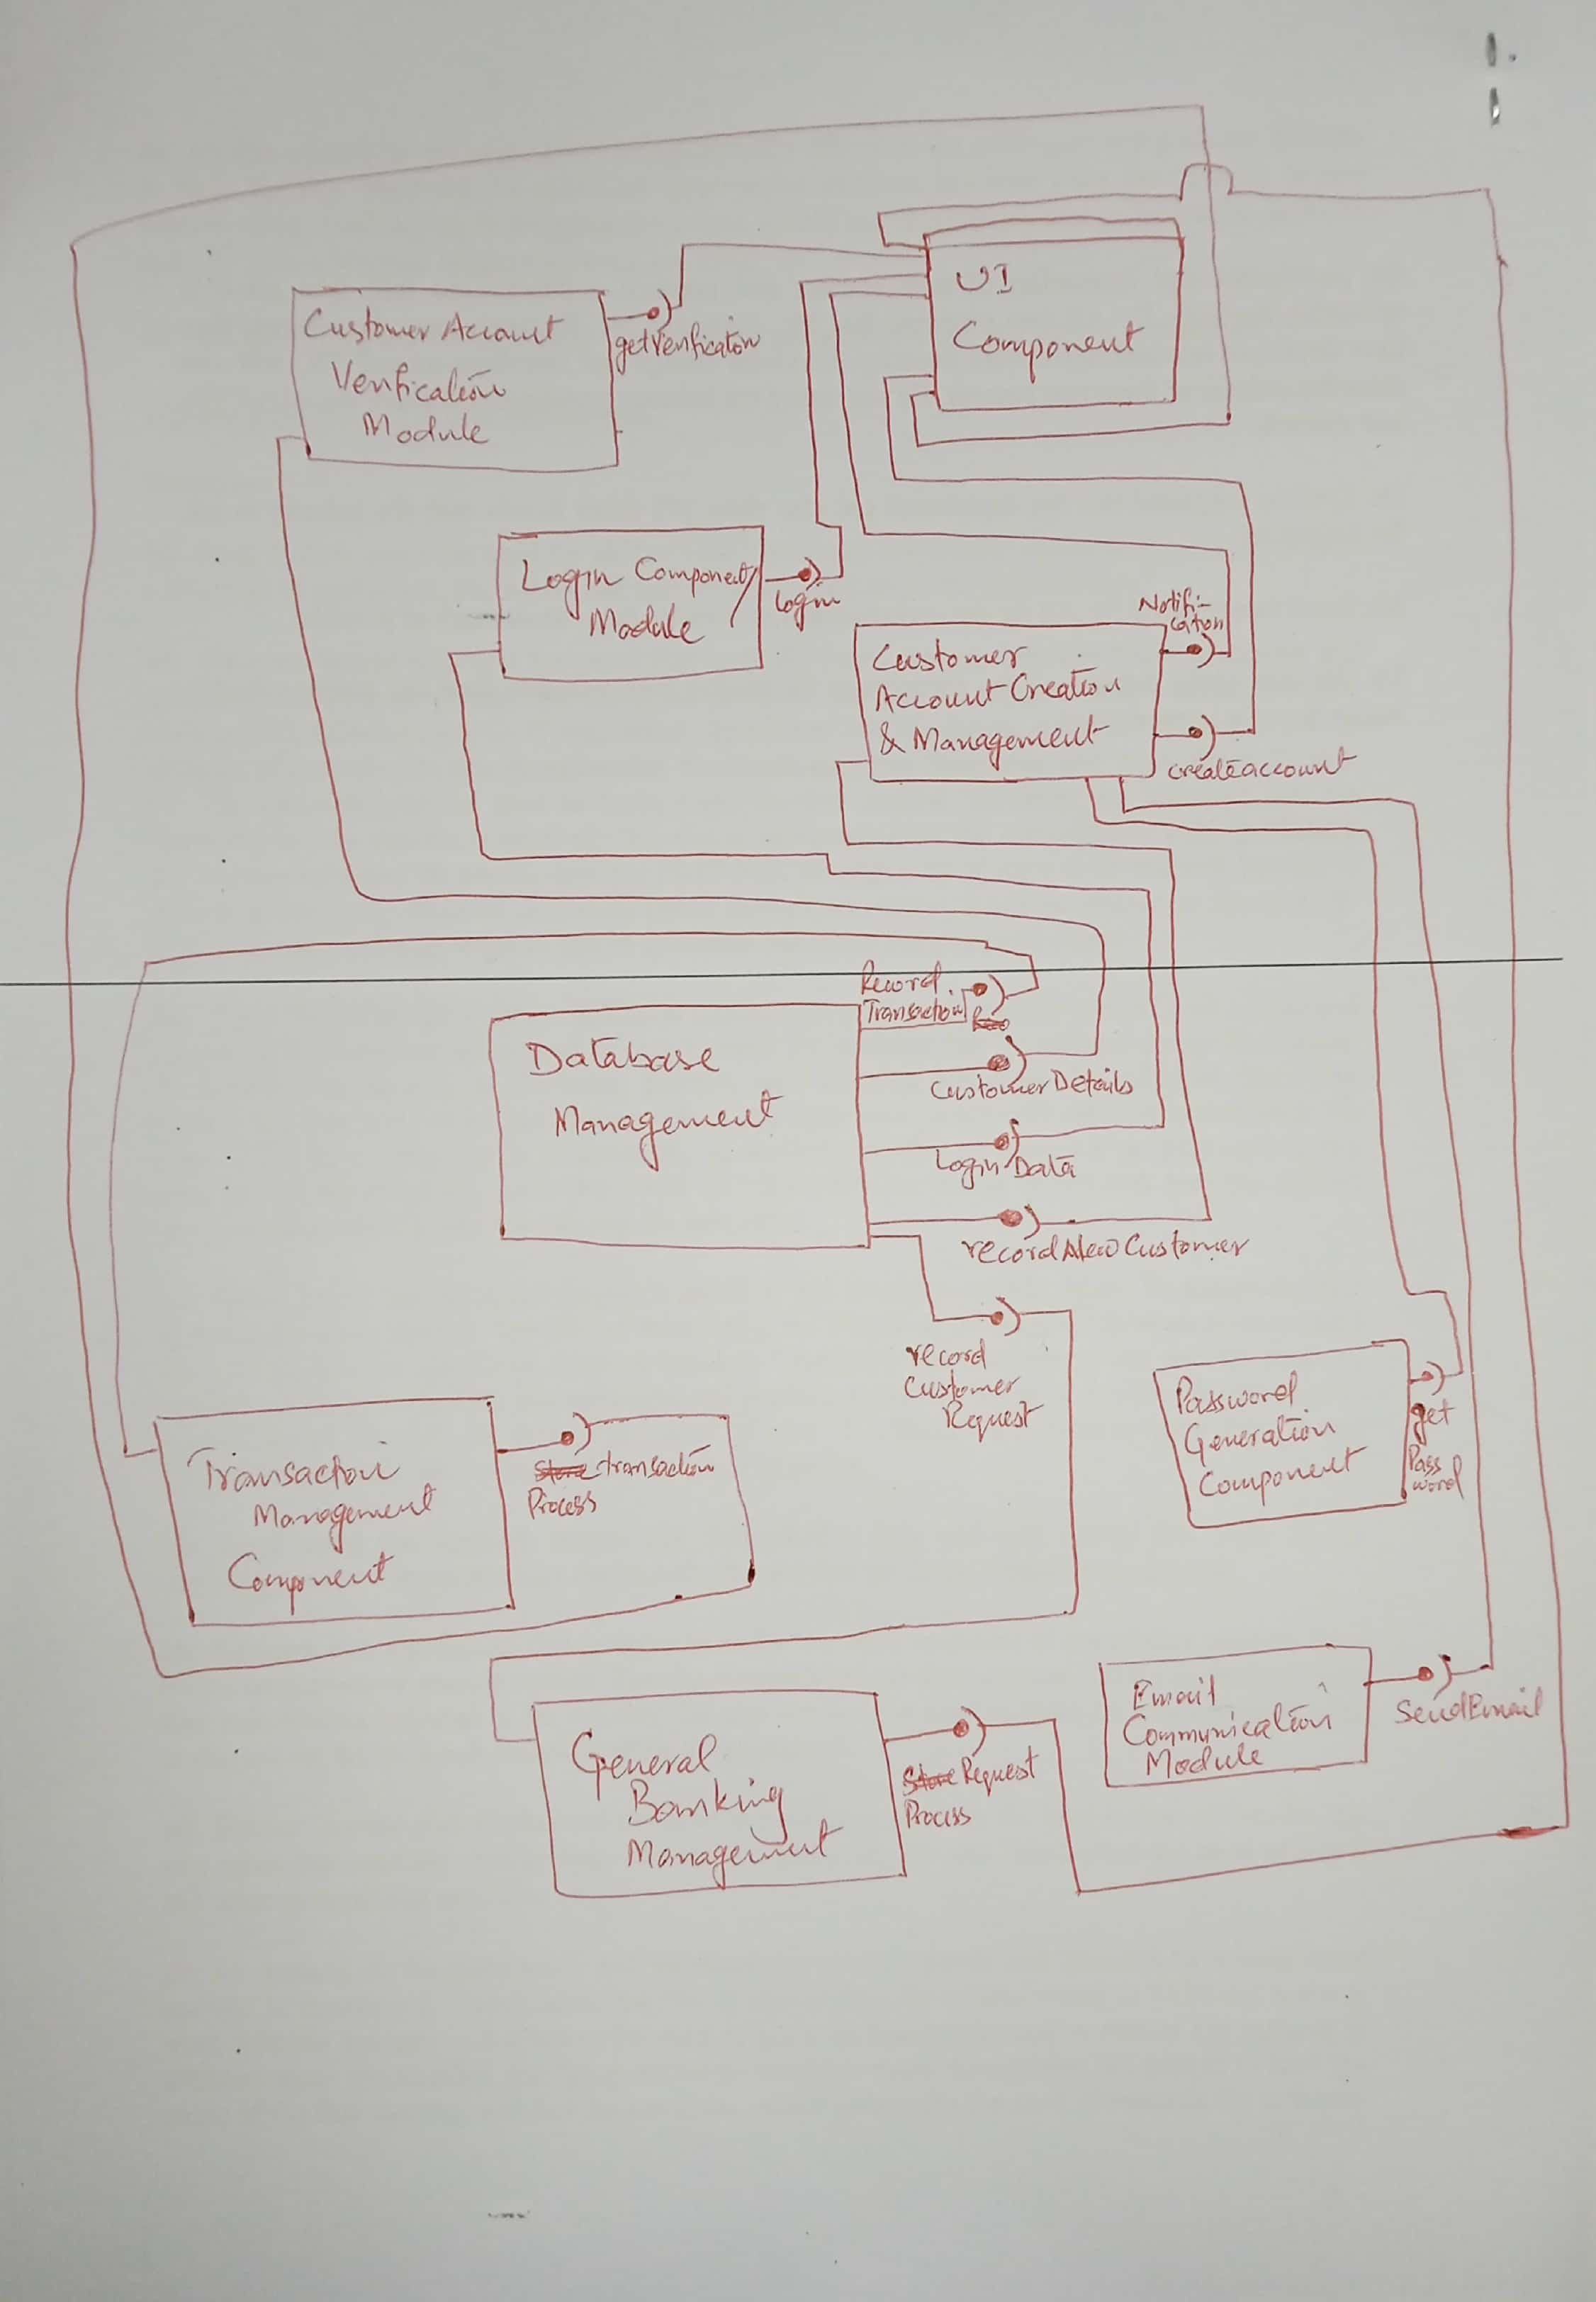 UI
Component
Customer Account
Verification
Module
getVerification
Login Component/
Module
Login
Notifi-
cation
Customer
Account Creation
& Management
createaccount
Record
Transaction
Database
Management
CustomerDetails
Login Data
recordNewCustomer
record
Customer
Request
Password
Generation
Component
get
Pass
word
Transaction
Management
Component
Store transaction
Process
General
Banking
Management
Store Request
Process
Email
Communication
Module
SendEmail